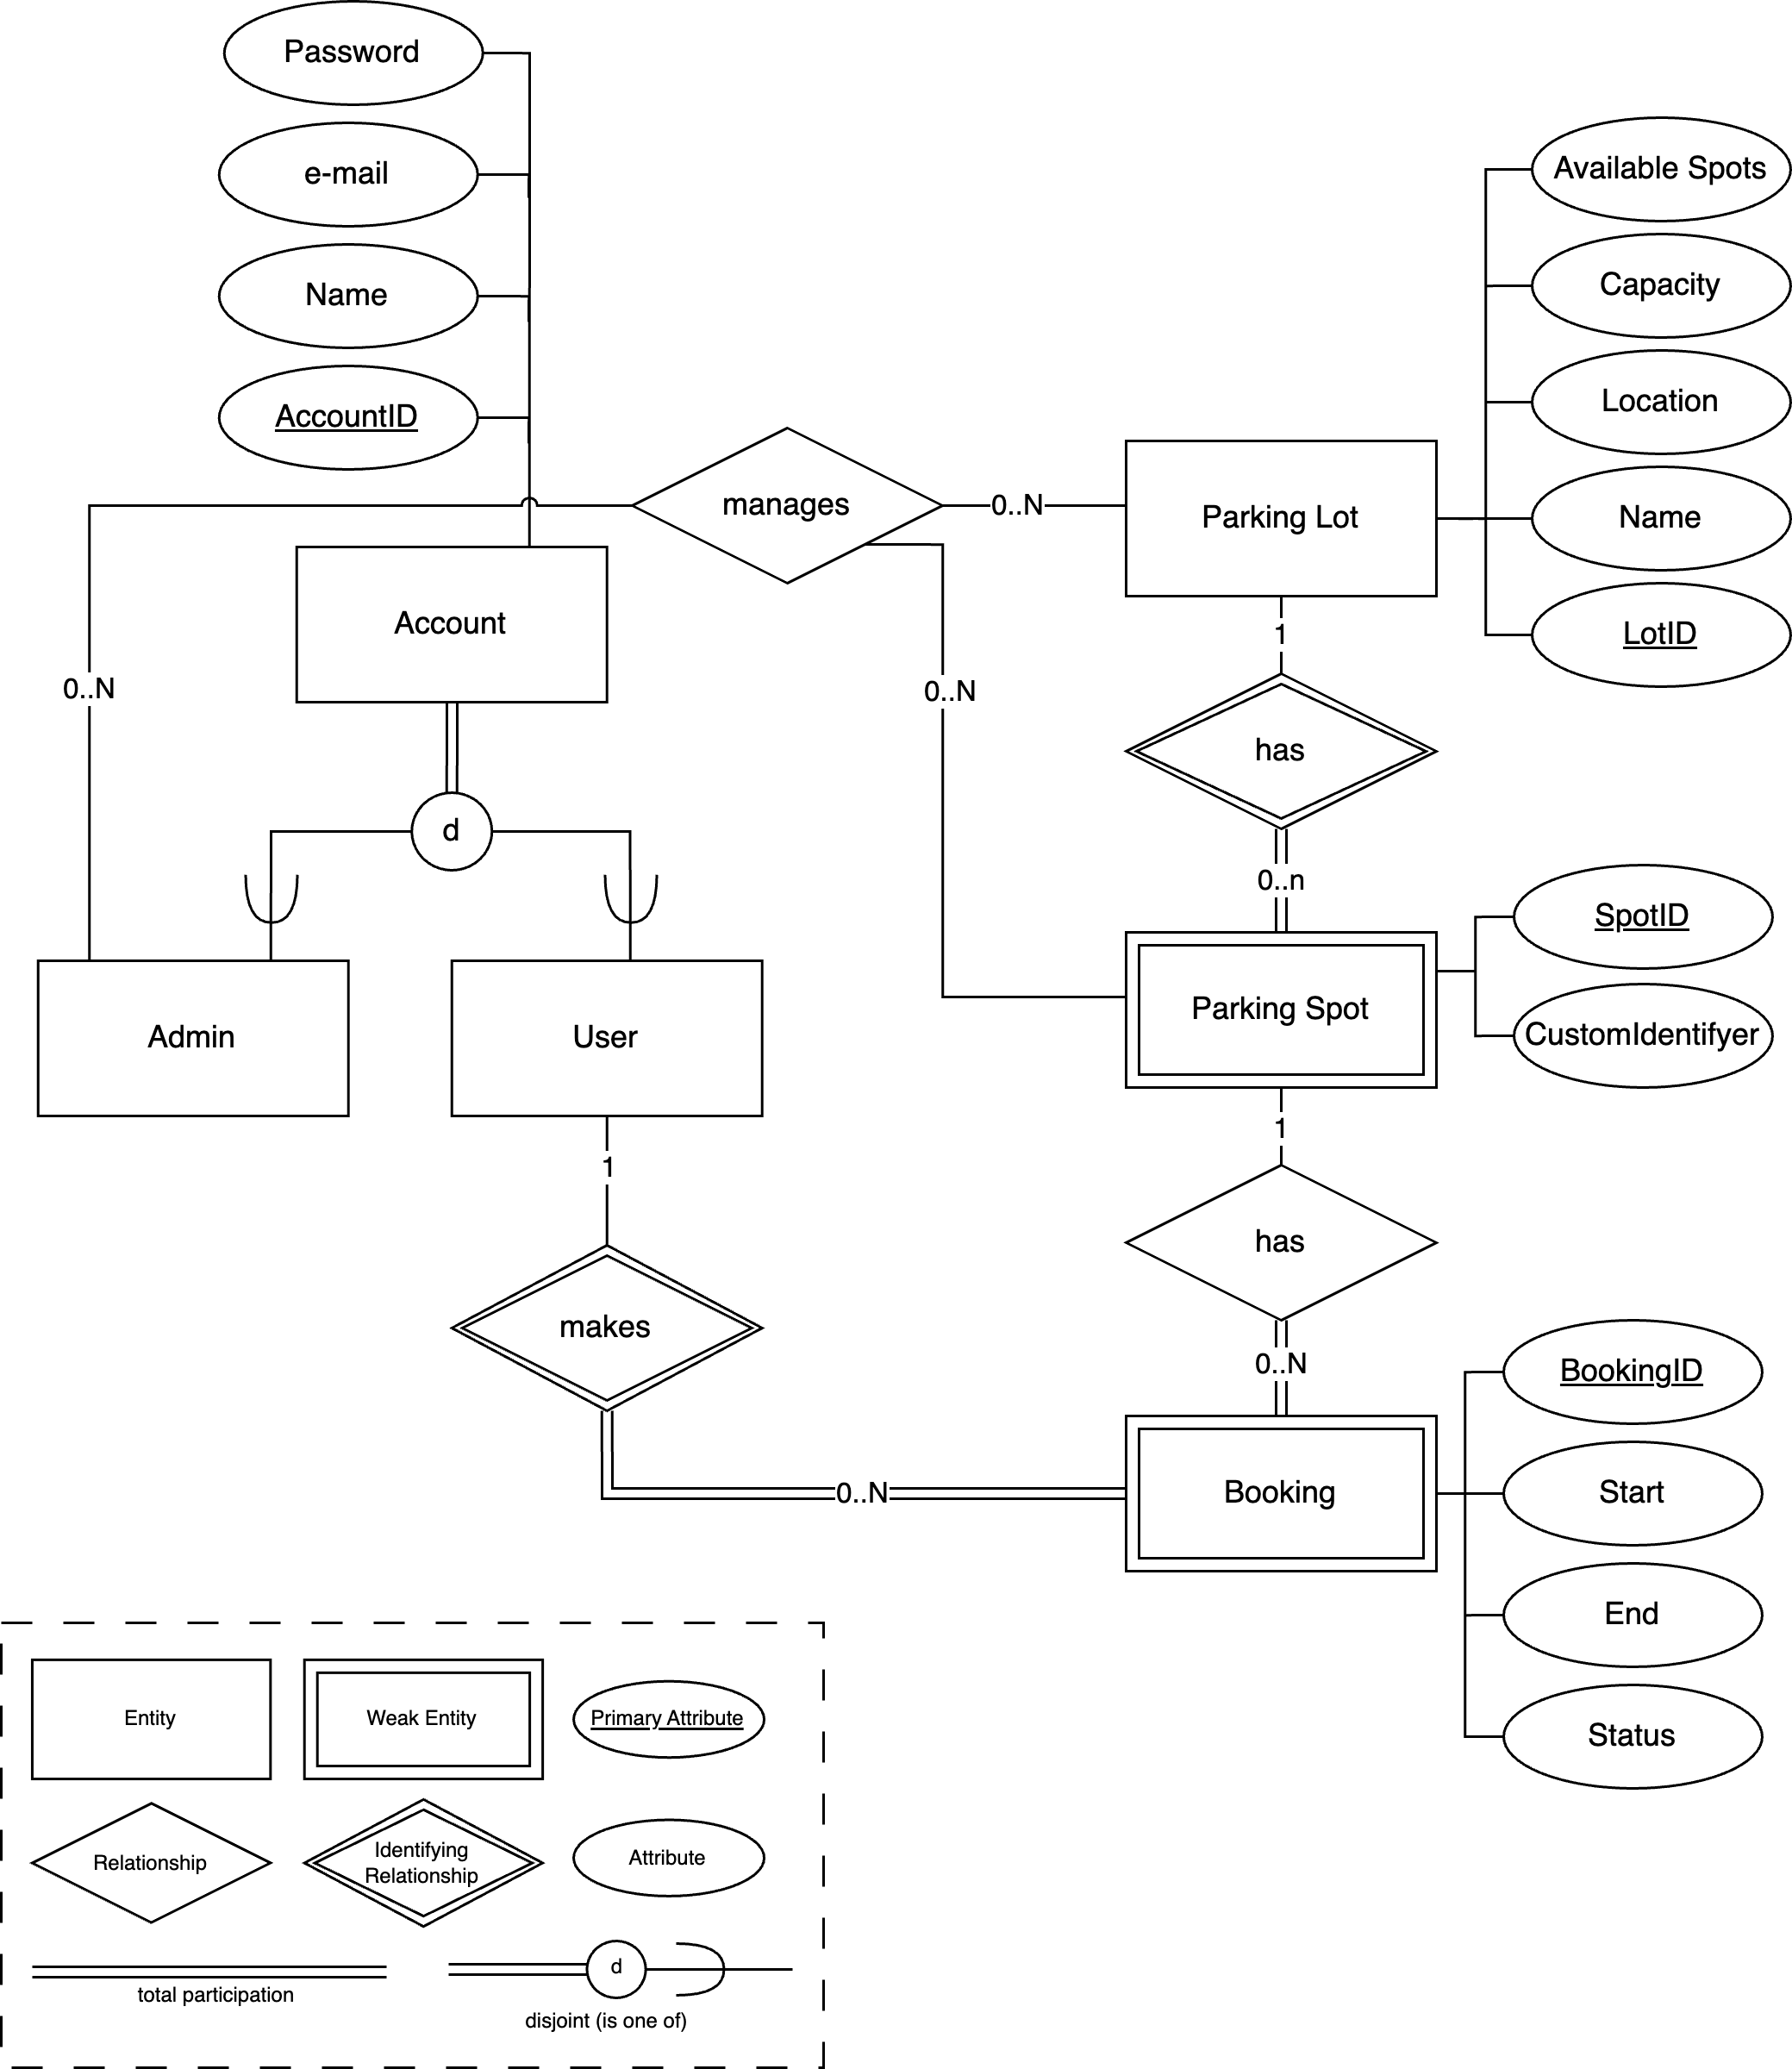 Password
e-mail
Name
AccountID
Available Spots
Capacity
Location
Name
LotID
manages
0..N
Parking Lot
Account
0..N
0..N
1
has
d
0..n
SpotID
CustomIdentifyer
Admin
User
Parking Spot
1
1
has
makes
0..N
BookingID
Start
End
Status
0..N
Booking
Entity
Weak Entity
Primary Attribute
Relationship
Identifying
Relationship
Attribute
total participation
d
disjoint (is one of)